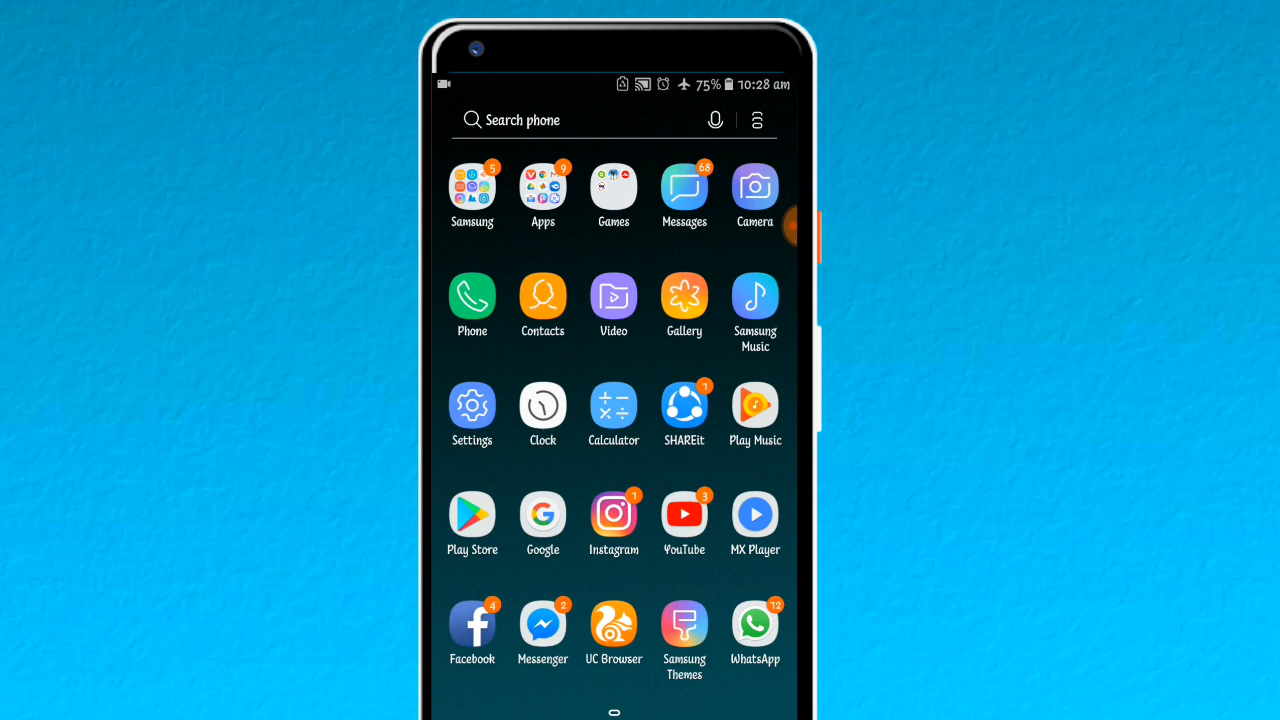 75% 10:28 am
Search phone
5 9 68
Samsung Apps Games Messages Camera
Phone Contacts Video Gallery Samsung Music
1
Settings Clock Calculator SHAREit Play Music
1 3
Play Store Google Instagram YouTube MX Player
4 2 12
Facebook Messenger UC Browser Samsung Themes WhatsApp